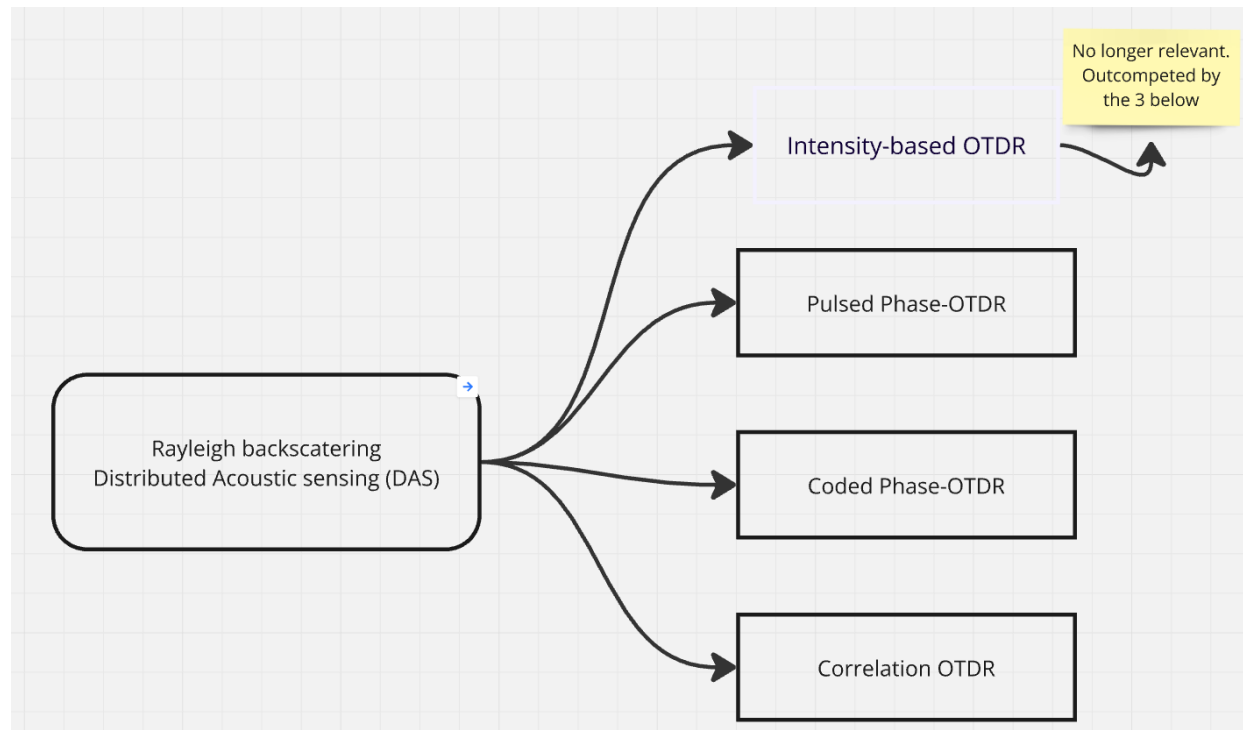 No longer relevant.
Outcompeted by
the 3 below
Intensity-based OTDR
Pulsed Phase-OTDR
Rayleigh backscatering
Distributed Acoustic sensing (DAS)
Coded Phase-OTDR
Correlation OTDR